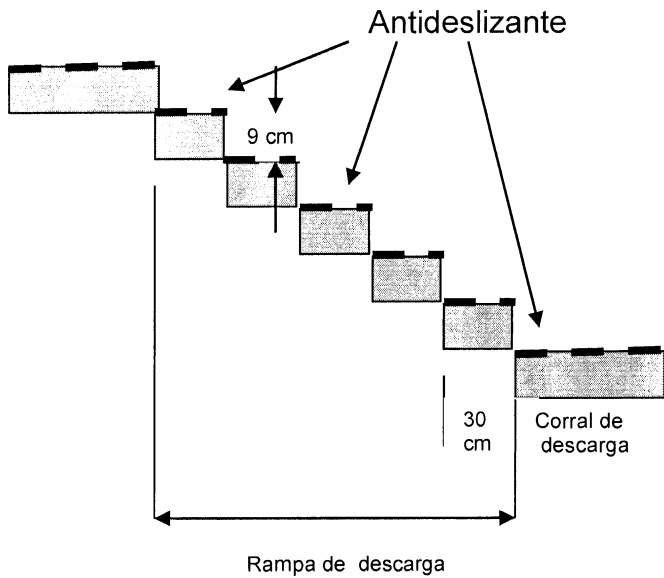 Antideslizante
9 cm
30
cm
Corral de
descarga
Rampa de descarga